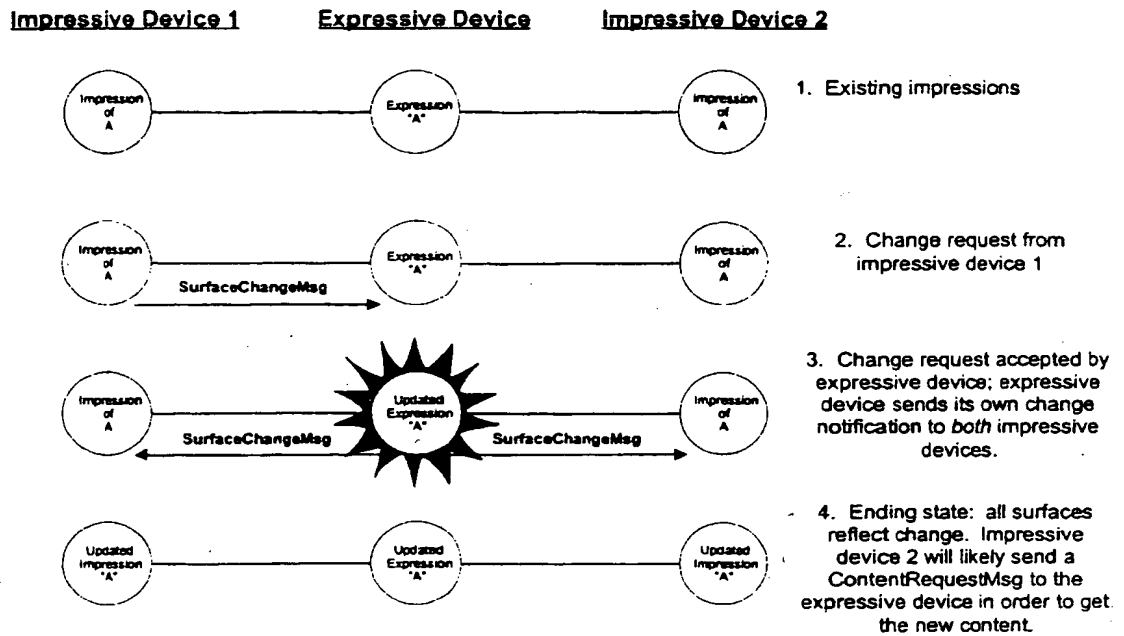 Impressive Device 1
Expressive Device
Impressive Device 2
Impression
of
A
Expression
"A"
Impression
of
A
1. Existing impressions
Impression
of
A
Expression
"A"
Impression
of
A
SurfaceChangeMsg
2. Change request from
impressive device 1
Impression
of
A
Updated
Expression
"A"
Impression
of
A
SurfaceChangeMsg
SurfaceChangeMsg
3. Change request accepted by
expressive device; expressive
device sends its own change
notification to both impressive
devices.
Updated
Impression
"A"
Updated
Expression
"A"
Updated
Impression
"A"
4. Ending state: all surfaces
reflect change. Impressive
device 2 will likely send a
ContentRequestMsg to the
expressive device in order to get
the new content.